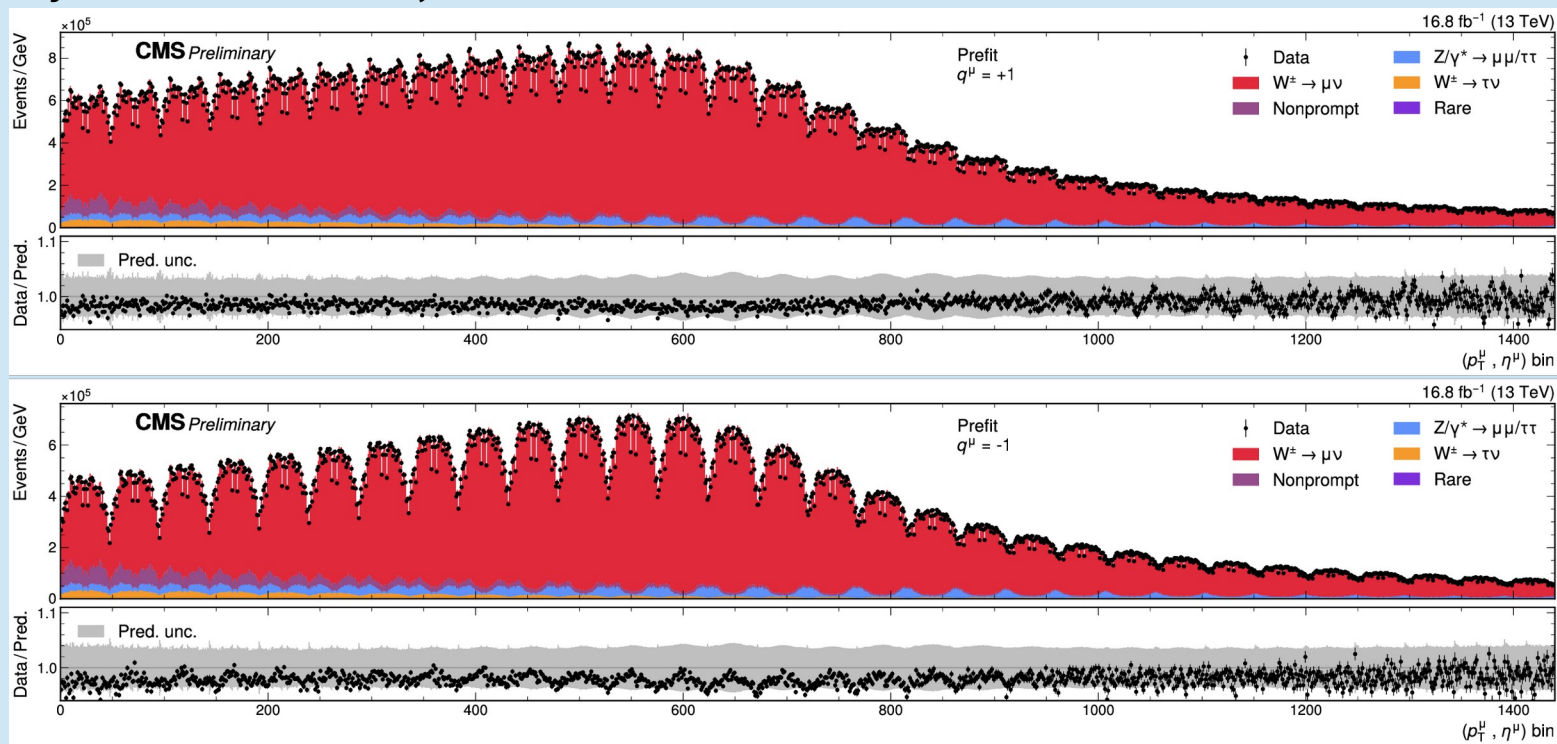 ×10⁵
16.8 fb⁻¹ (13 TeV)
CMS Preliminary
Prefit
qᵘ = +1
Data
W± → μν
Nonprompt
Z/γ* → μμ/ττ
W± → τν
Rare
Events/GeV
8
6
4
2
0
1.1
Pred. unc.
Data/Pred.
1.0
0 200 400 600 800 1000 1200 1400
(p_T^μ , η^μ) bin
×10⁵
16.8 fb⁻¹ (13 TeV)
CMS Preliminary
Prefit
q^μ = -1
Data
W± → μν
Nonprompt
Z/γ* → μμ/ττ
W± → τν
Rare
Events/GeV
6
4
2
0
1.1
Pred. unc.
Data/Pred.
1.0
0 200 400 600 800 1000 1200 1400
(p_T^μ , η^μ) bin